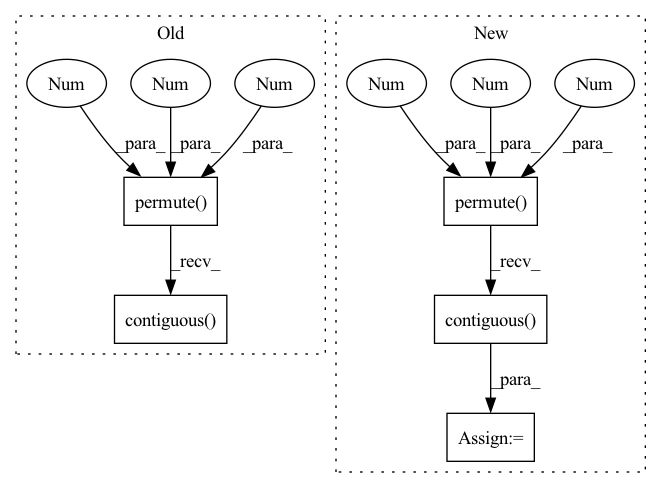 Old
New
Num
Num
Num
Num
Num
Num
_para_
_para_
_para_
_para_
_para_
_para_
permute()
permute()
_recv_
_recv_
contiguous()
contiguous()
_para_
Assign:=